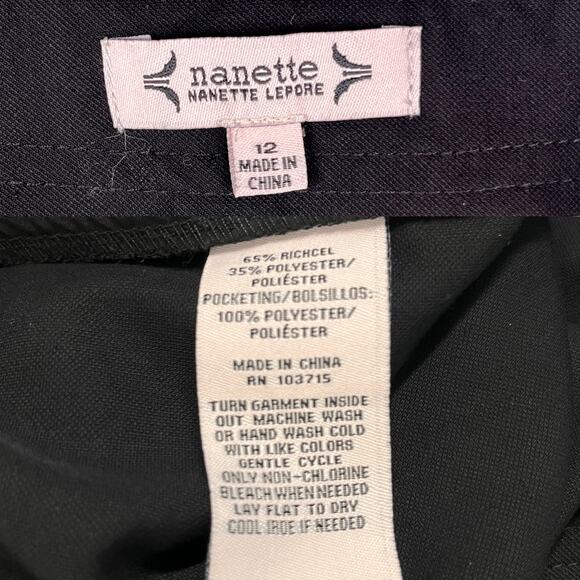 nanette
NANETTE LEPORE
12
MADE IN
CHINA
65% RICHCEL
35% POLYESTER/
POLIÉSTER
POCKETING/BOLSILLOS:
100% POLYESTER/
POLIÉSTER
MADE IN CHINA
RN 103715
TURN GARMENT INSIDE
OUT MACHINE WASH
OR HAND WASH COLD
WITH LIKE COLORS
GENTLE CYCLE
ONLY NON-CHLORINE
BLEACH WHEN NEEDED
LAY FLAT TO DRY
COOL IROE IF NEEDED